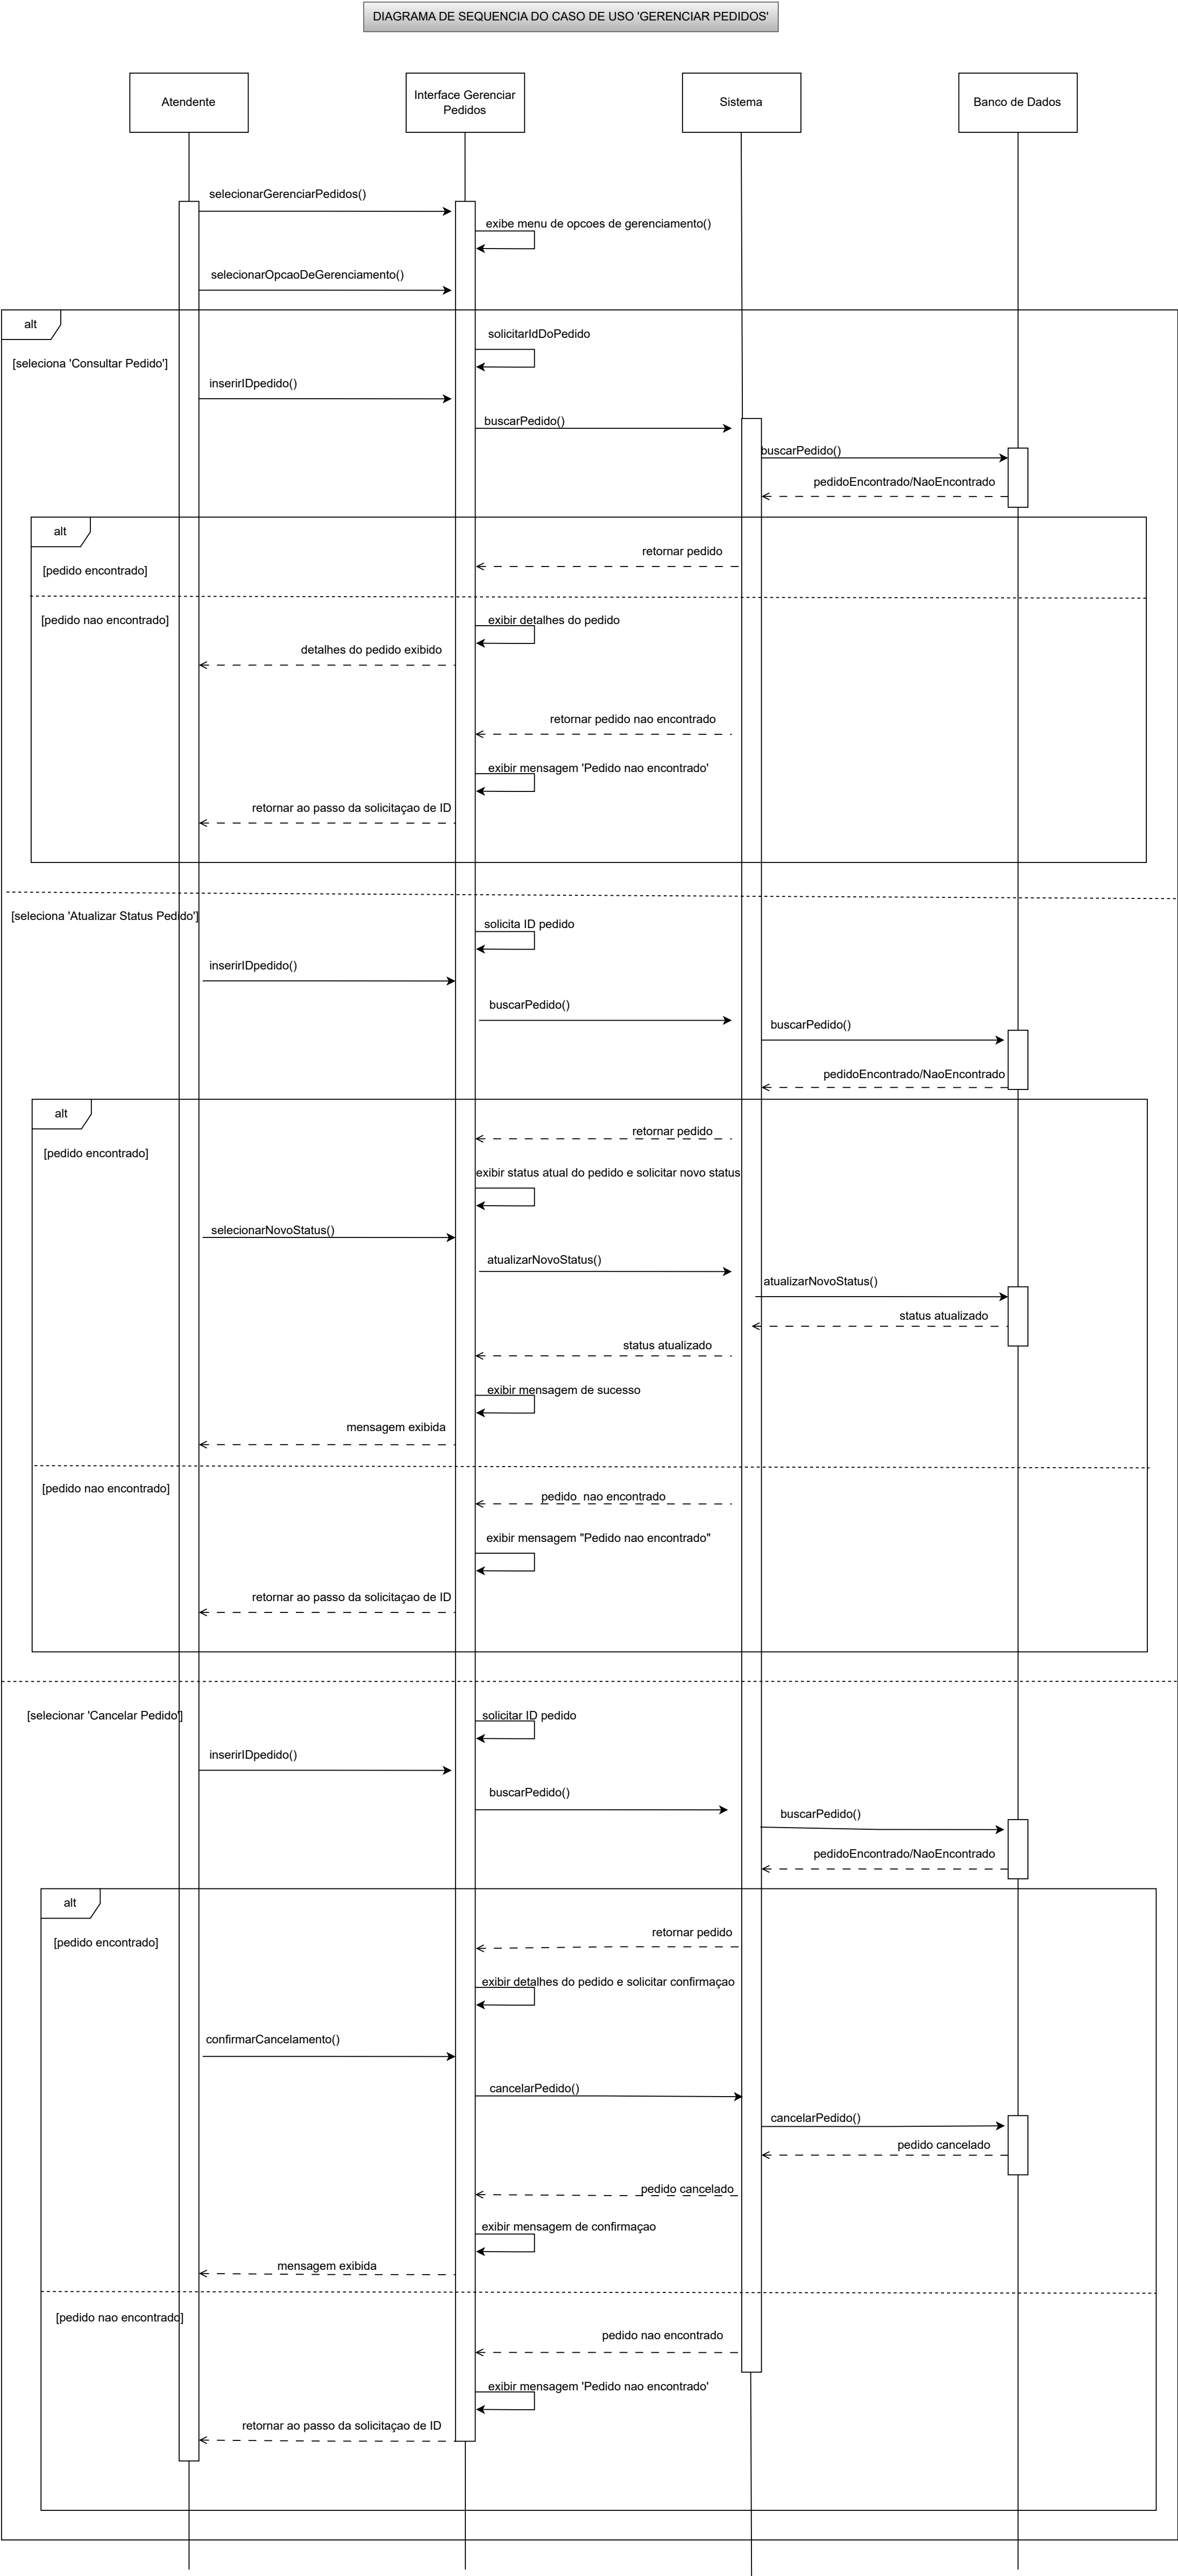 DIAGRAMA DE SEQUENCIA DO CASO DE USO 'GERENCIAR PEDIDOS'
Atendente
Interface Gerenciar
Pedidos
Sistema
Banco de Dados
selecionarGerenciarPedidos()
exibe menu de opcoes de gerenciamento()
selecionarOpcaoDeGerenciamento()
alt
solicitarIdDoPedido
[seleciona 'Consultar Pedido']
inserirIDpedido()
buscarPedido()
buscarPedido()
pedidoEncontrado/NaoEncontrado
alt
retornar pedido
[pedido encontrado]
[pedido nao encontrado]
exibir detalhes do pedido
detalhes do pedido exibido
retornar pedido nao encontrado
exibir mensagem 'Pedido nao encontrado'
retornar ao passo da solicitaçao de ID
[seleciona 'Atualizar Status Pedido']
solicita ID pedido
inserirIDpedido()
buscarPedido()
buscarPedido()
pedidoEncontrado/NaoEncontrado
alt
retornar pedido
[pedido encontrado]
exibir status atual do pedido e solicitar novo status
selecionarNovoStatus()
atualizarNovoStatus()
atualizarNovoStatus()
status atualizado
status atualizado
exibir mensagem de sucesso
mensagem exibida
[pedido nao encontrado]
pedido  nao encontrado
exibir mensagem "Pedido nao encontrado"
retornar ao passo da solicitaçao de ID
[selecionar 'Cancelar Pedido']
solicitar ID pedido
inserirIDpedido()
buscarPedido()
buscarPedido()
pedidoEncontrado/NaoEncontrado
alt
retornar pedido
[pedido encontrado]
exibir detalhes do pedido e solicitar confirmaçao
confirmarCancelamento()
cancelarPedido()
cancelarPedido()
pedido cancelado
pedido cancelado
exibir mensagem de confirmaçao
mensagem exibida
[pedido nao encontrado]
pedido nao encontrado
exibir mensagem 'Pedido nao encontrado'
retornar ao passo da solicitaçao de ID